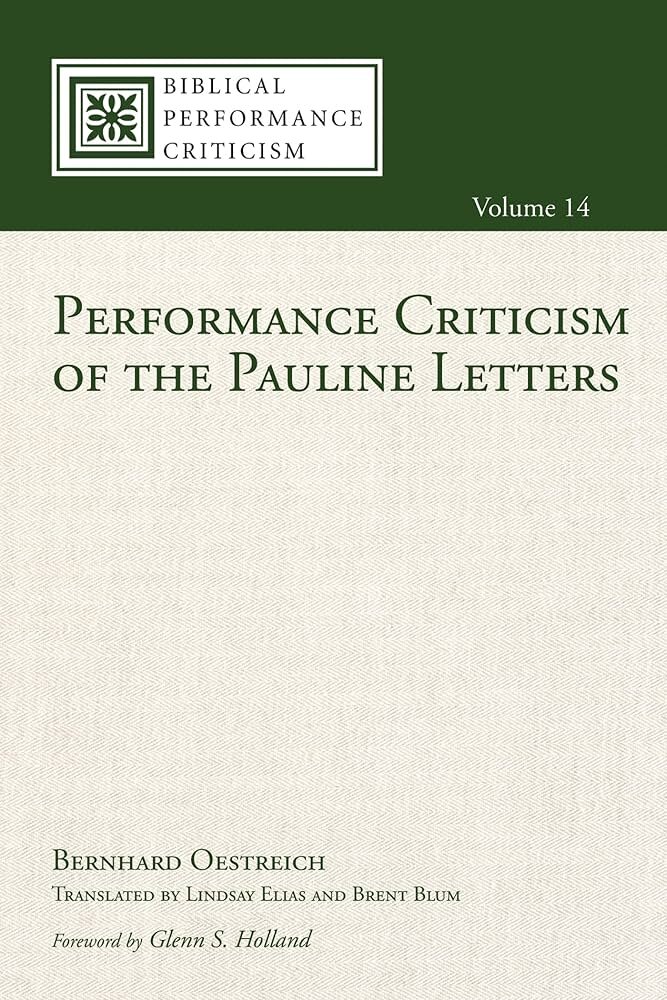 BIBLICAL
PERFORMANCE
CRITICISM
Volume 14
PERFORMANCE CRITICISM
OF THE PAULINE LETTERS
BERNHARD OESTREICH
TRANSLATED BY LINDSAY ELIAS AND BRENT BLUM
Foreword by Glenn S. Holland